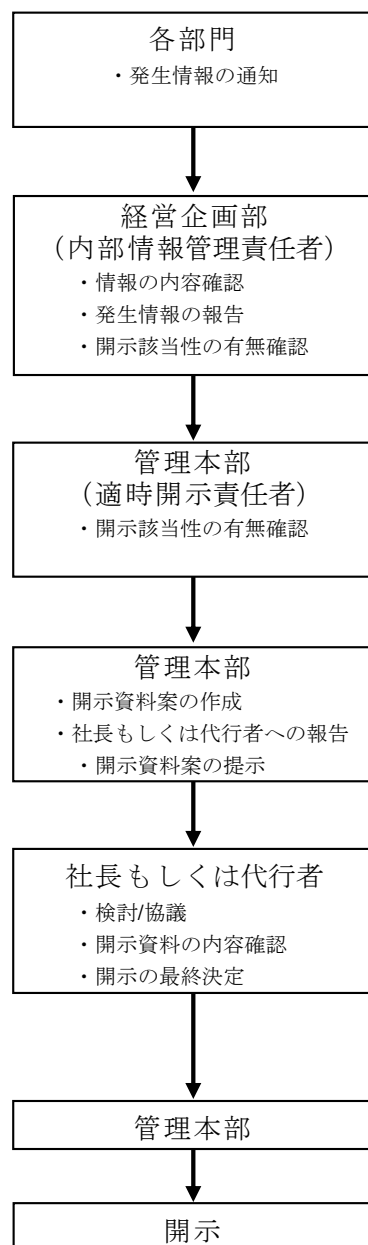 各部門
・発生情報の通知
経営企画部
（内部情報管理責任者）
・情報の内容確認
・発生情報の報告
・開示該当性の有無確認
管理本部
（適時開示責任者）
・開示該当性の有無確認
管理本部
・開示資料案の作成
・社長もしくは代行者への報告
・開示資料案の提示
社長もしくは代行者
・検討/協議
・開示資料の内容確認
・開示の最終決定
管理本部
開示